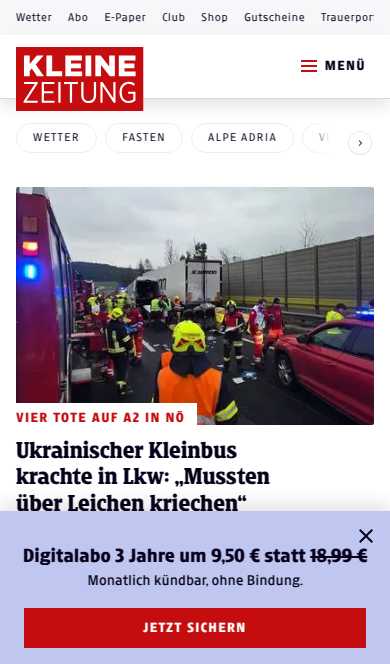 Wetter Abo E-Paper Club Shop Gutscheine Trauerpor
KLEINE
ZEITUNG
MENÜ
WETTER FASTEN ALPE ADRIA
VIER TOTE AUF A2 IN NÖ
Ukrainischer Kleinbus
krachte in Lkw: „Mussten
über Leichen kriechen“
Digitalabo 3 Jahre um 9,50 € statt 18,99 €
Monatlich kündbar, ohne Bindung.
JETZT SICHERN